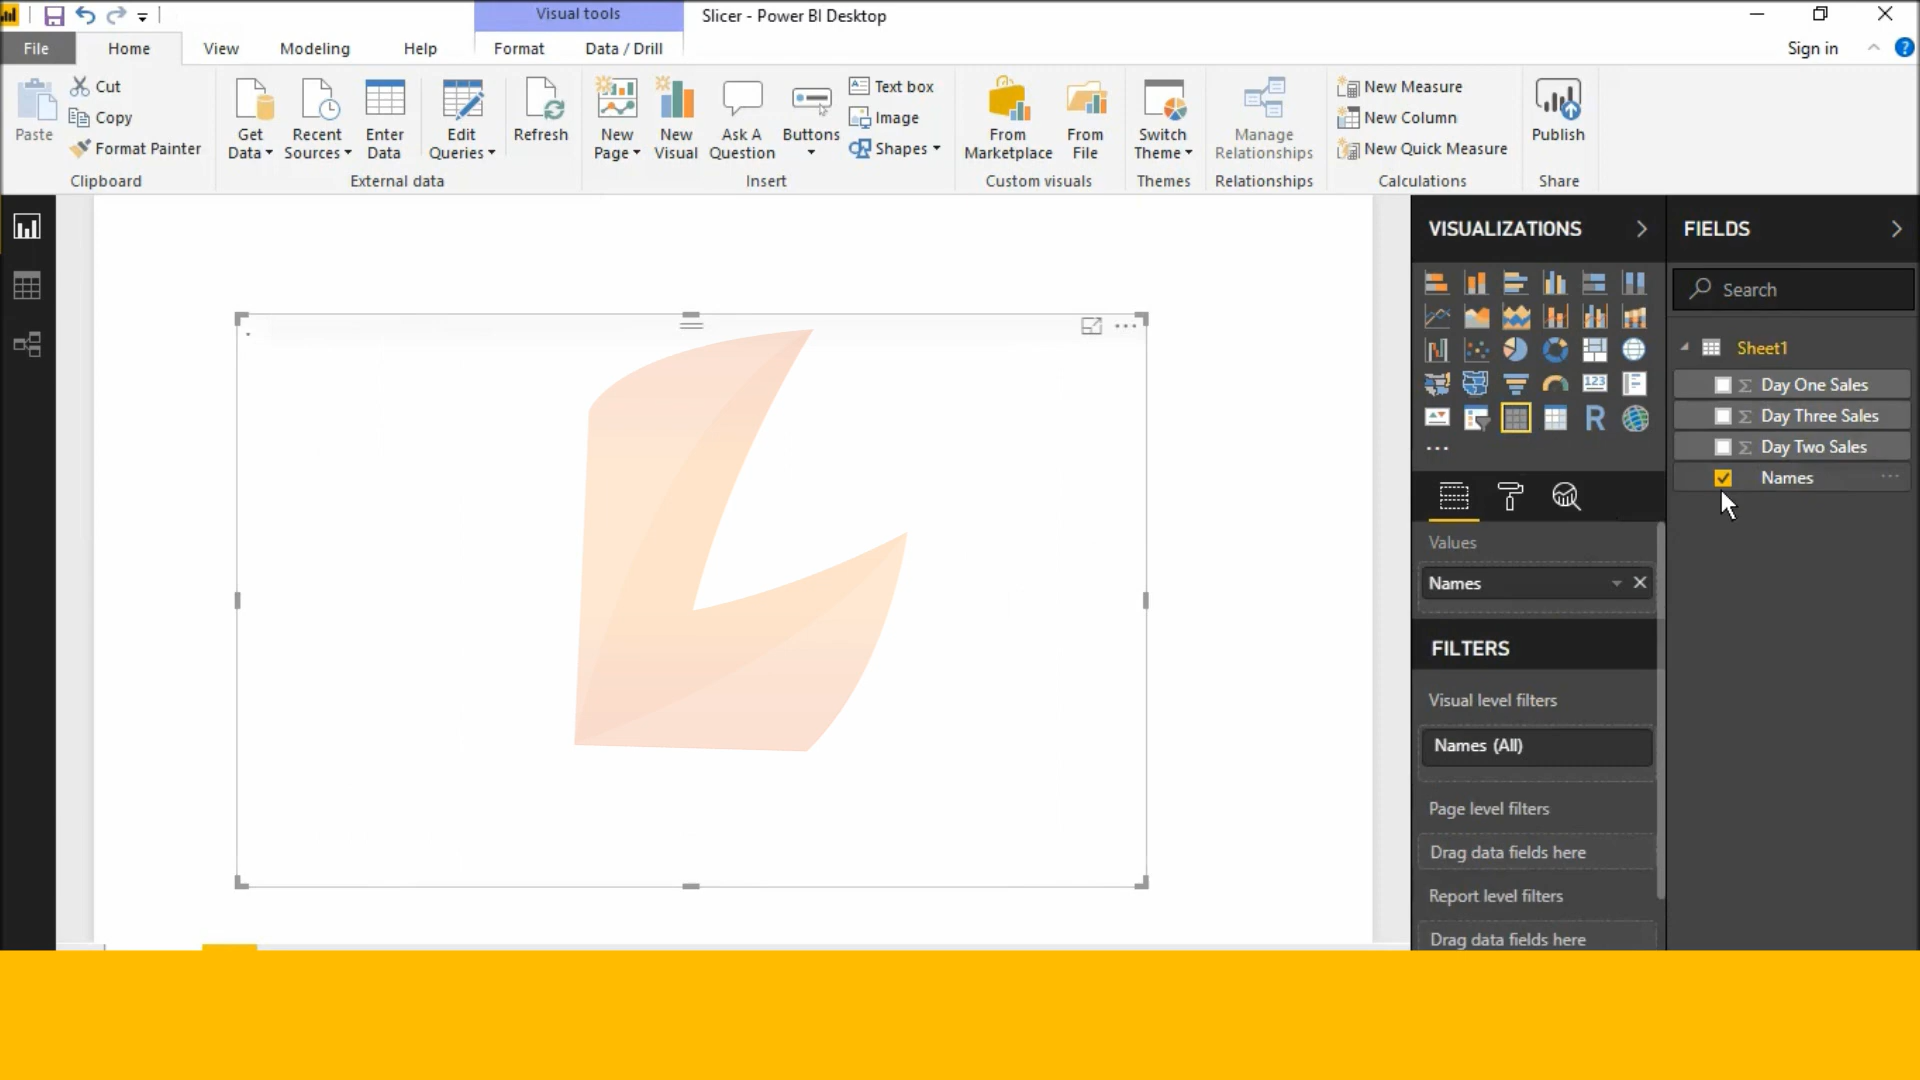 Visual tools
Slicer - Power BI Desktop
File
Home
View
Modeling
Help
Format
Data / Drill
Sign in
?
Paste
Cut
Copy
Format Painter
Clipboard
Get Data
Recent Sources
Enter Data
Edit Queries
Refresh
External data
New Page
New Visual
Ask A Question
Buttons
Text box
Image
Shapes
Insert
From Marketplace
From File
Custom visuals
Switch Theme
Themes
Manage Relationships
Relationships
New Measure
New Column
New Quick Measure
Calculations
Publish
Share
VISUALIZATIONS
123
R
Values
Names
FILTERS
Visual level filters
Names (All)
Page level filters
Drag data fields here
Report level filters
Drag data fields here
FIELDS
Search
Sheet1
Σ Day One Sales
Σ Day Three Sales
Σ Day Two Sales
Names